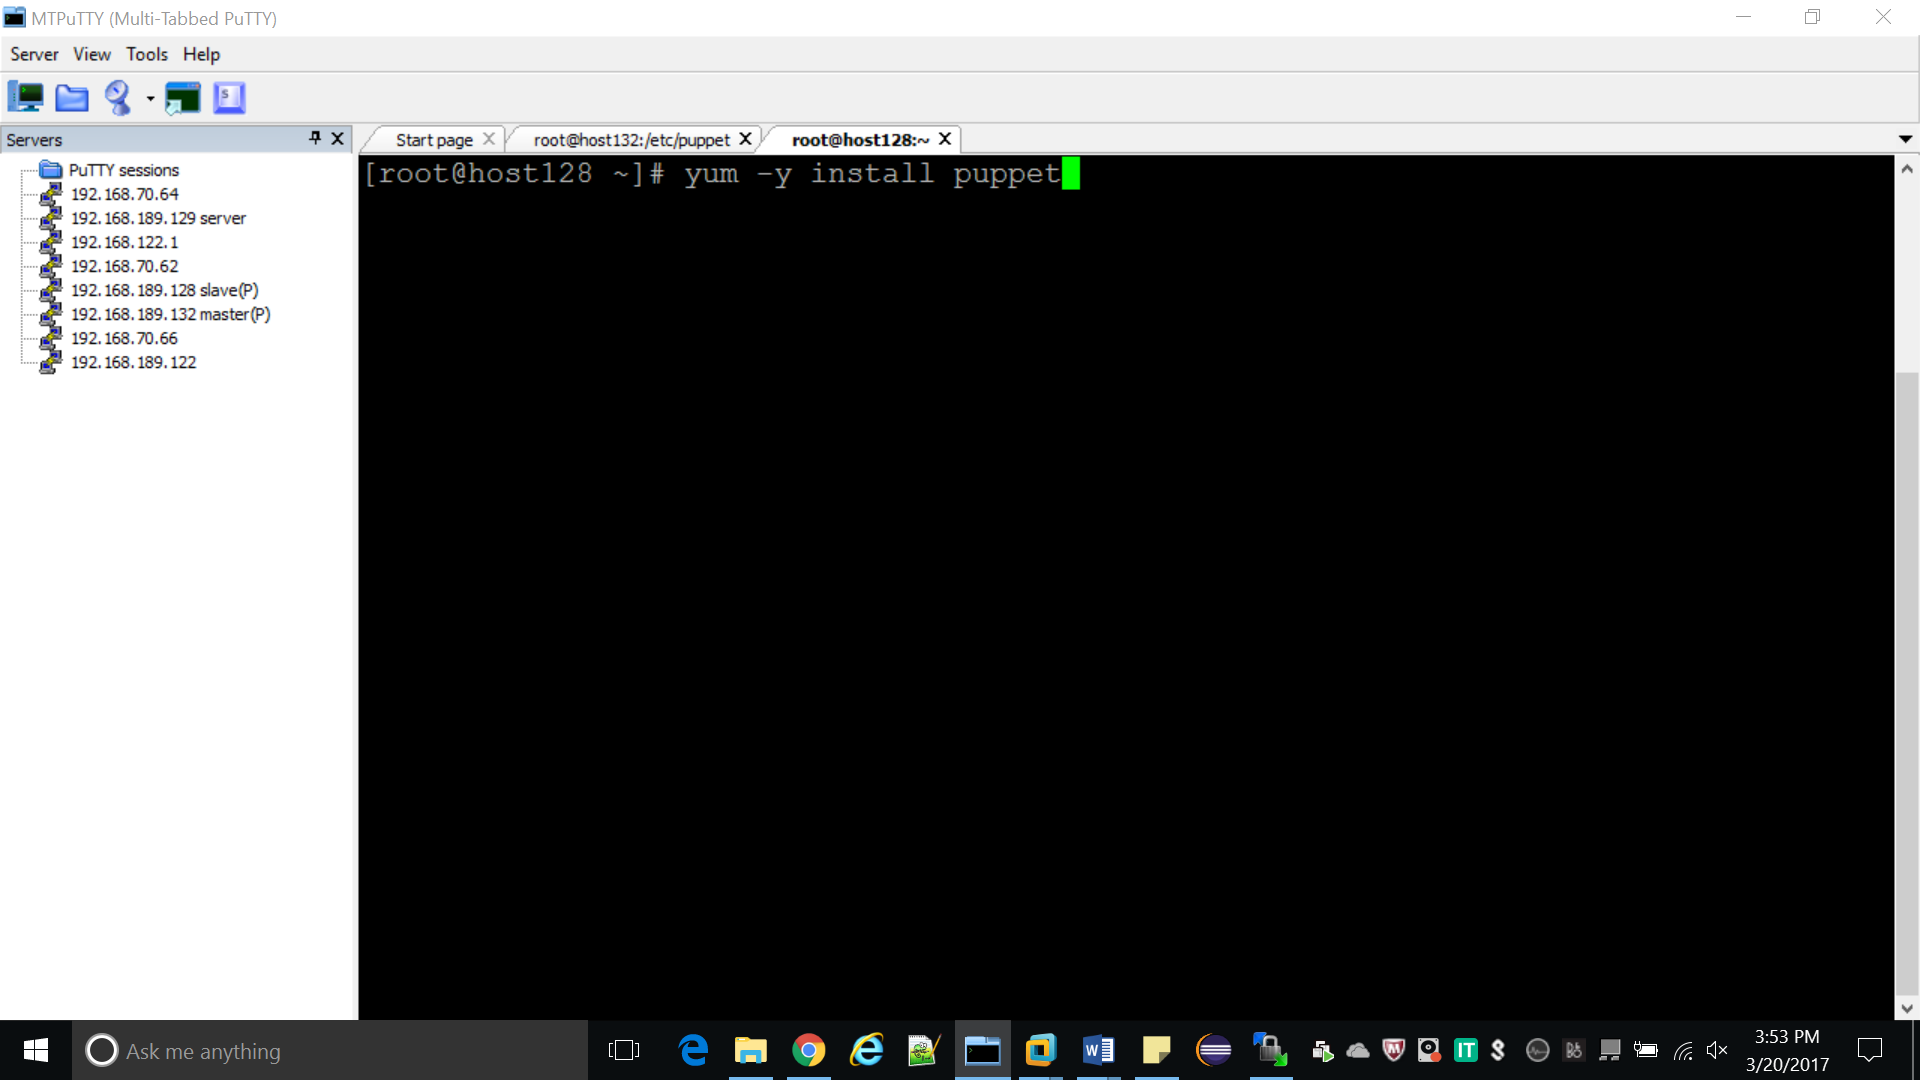 MTPuTTY (Multi-Tabbed PuTTY)
Server View Tools Help
S
Servers
Start page
root@host132:/etc/puppet
root@host128:~
PuTTY sessions
192.168.70.64
192.168.189.129 server
192.168.122.1
192.168.70.62
192.168.189.128 slave(P)
192.168.189.132 master(P)
192.168.70.66
192.168.189.122
[root@host128 ~]# yum -y install puppet
Ask me anything
IT
3:53 PM
3/20/2017